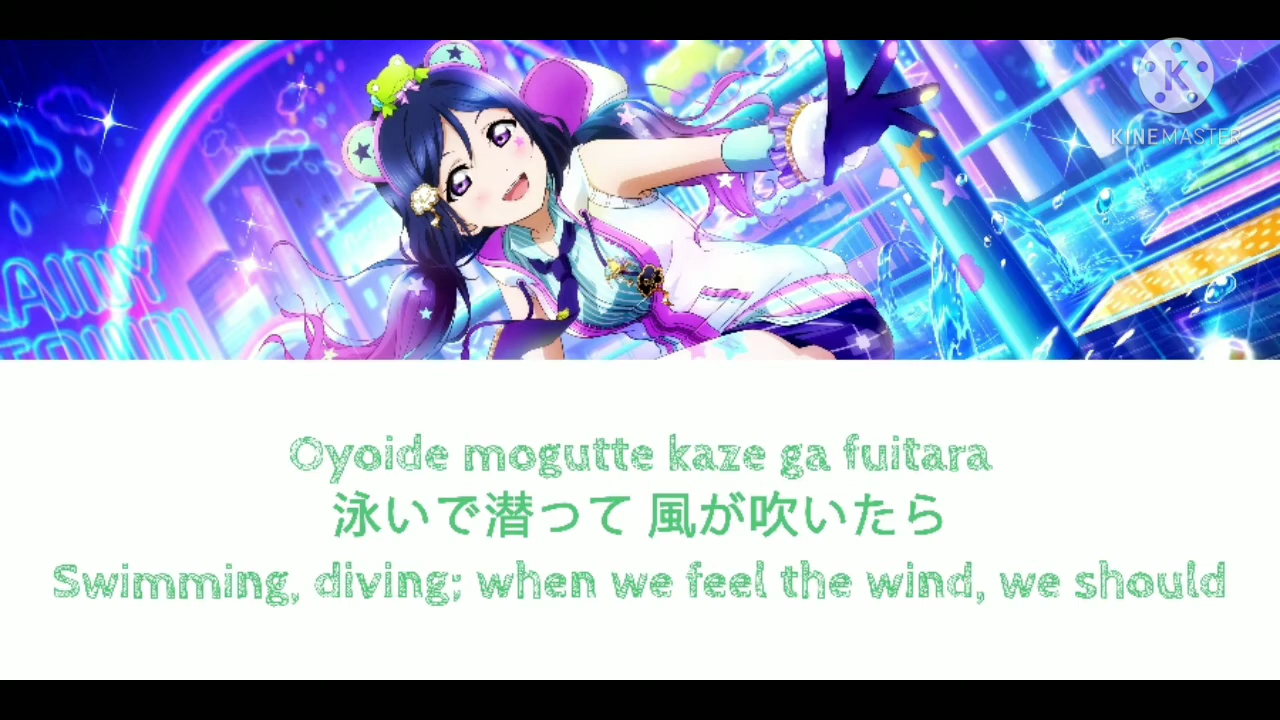 KINEMASTER
RAINY
Oyoide mogutte kaze ga fuitara
泳いで潜って 風が吹いたら
Swimming, diving; when we feel the wind, we should